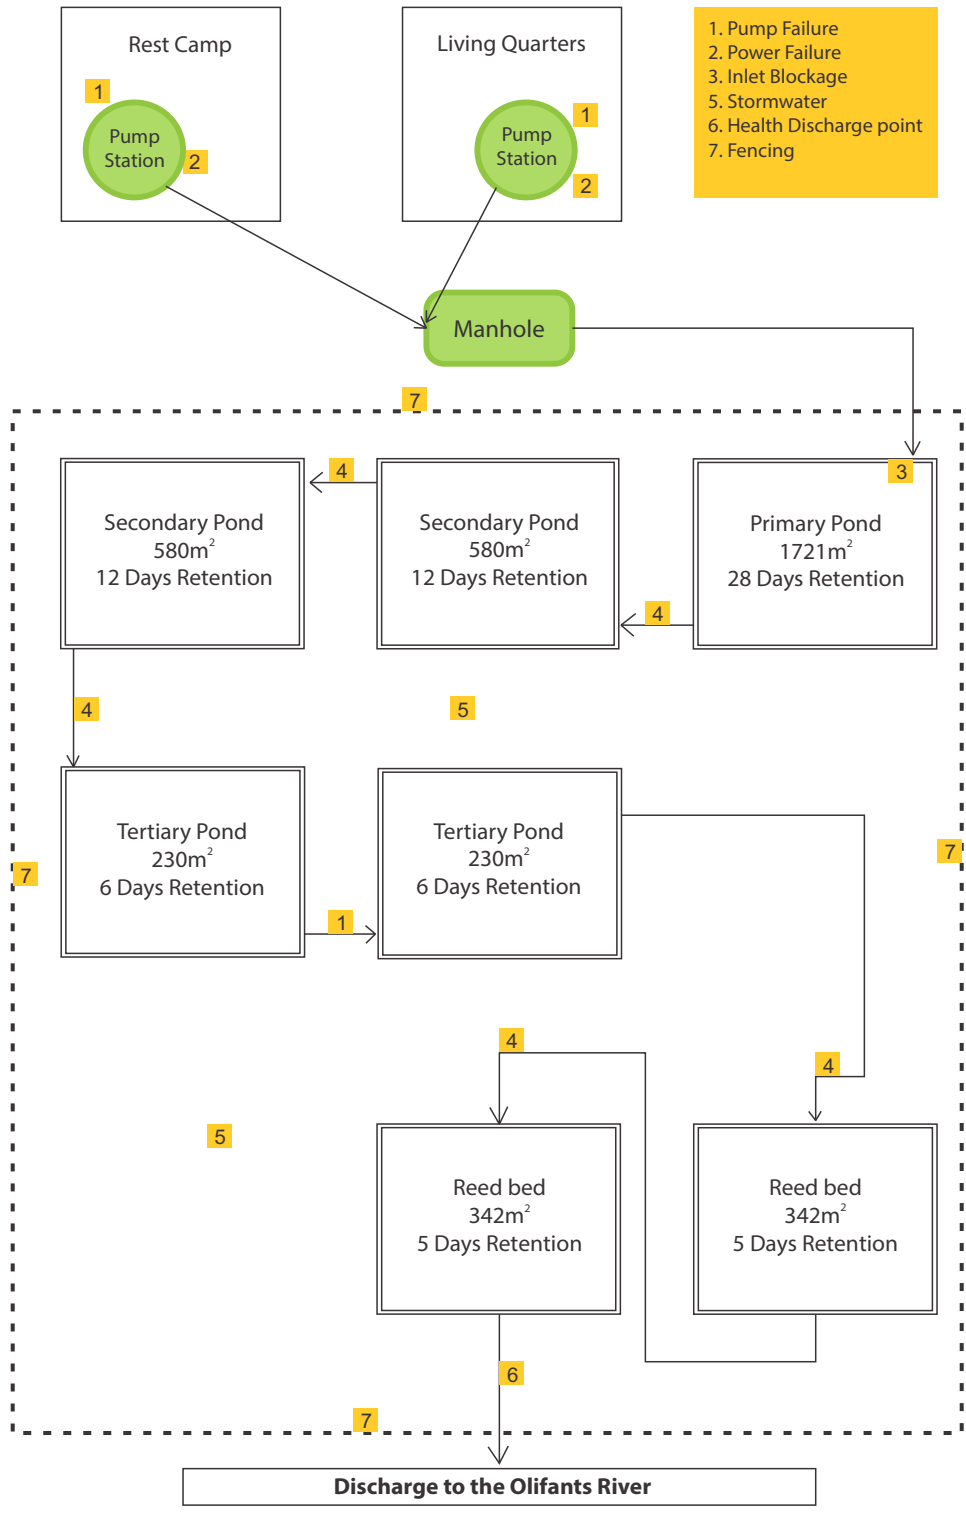 Rest Camp
1
Pump
Station
2
Living Quarters
1
Pump
Station
2
1. Pump Failure
2. Power Failure
3. Inlet Blockage
5. Stormwater
6. Health Discharge point
7. Fencing
Manhole
7
Secondary Pond
580m²
12 Days Retention
4
Secondary Pond
580m²
12 Days Retention
4
3
Primary Pond
1721m²
28 Days Retention
4
5
Tertiary Pond
230m²
6 Days Retention
7
1
Tertiary Pond
230m²
6 Days Retention
7
4
4
5
Reed bed
342m²
5 Days Retention
Reed bed
342m²
5 Days Retention
6
7
Discharge to the Olifants River